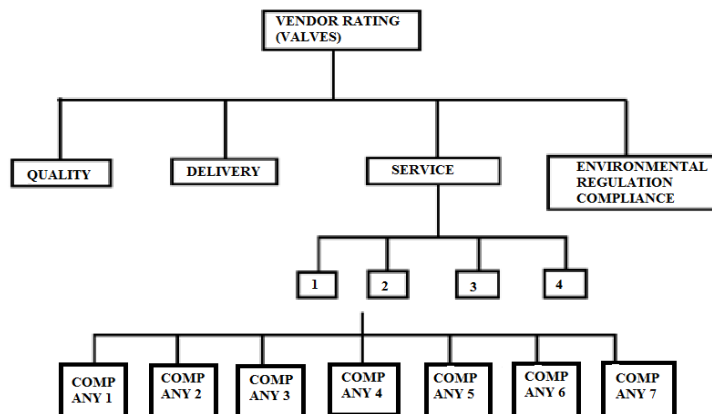 VENDOR RATING
(VALVES)
QUALITY
DELIVERY
SERVICE
ENVIRONMENTAL
REGULATION
COMPLIANCE
1
2
3
4
COMP
ANY 1
COMP
ANY 2
COMP
ANY 3
COMP
ANY 4
COMP
ANY 5
COMP
ANY 6
COMP
ANY 7